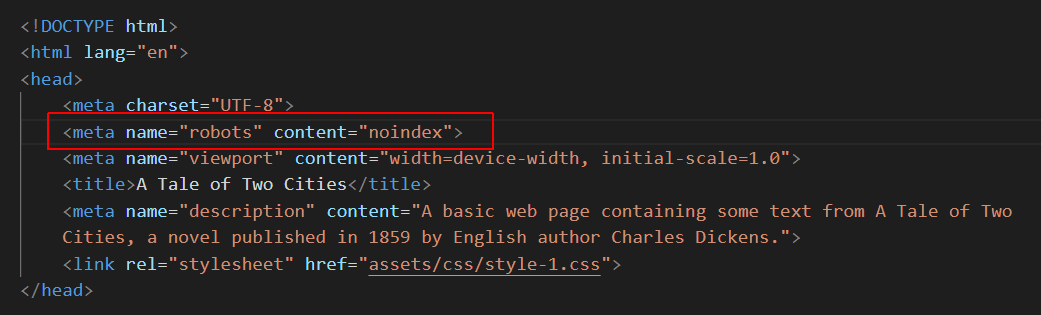 <!DOCTYPE html>
<html lang="en">
<head>
<meta charset="UTF-8">
<meta name="robots" content="noindex">
<meta name="viewport" content="width=device-width, initial-scale=1.0">
<title>A Tale of Two Cities</title>
<meta name="description" content="A basic web page containing some text from A Tale of Two
Cities, a novel published in 1859 by English author Charles Dickens.">
<link rel="stylesheet" href="assets/css/style-1.css">
</head>